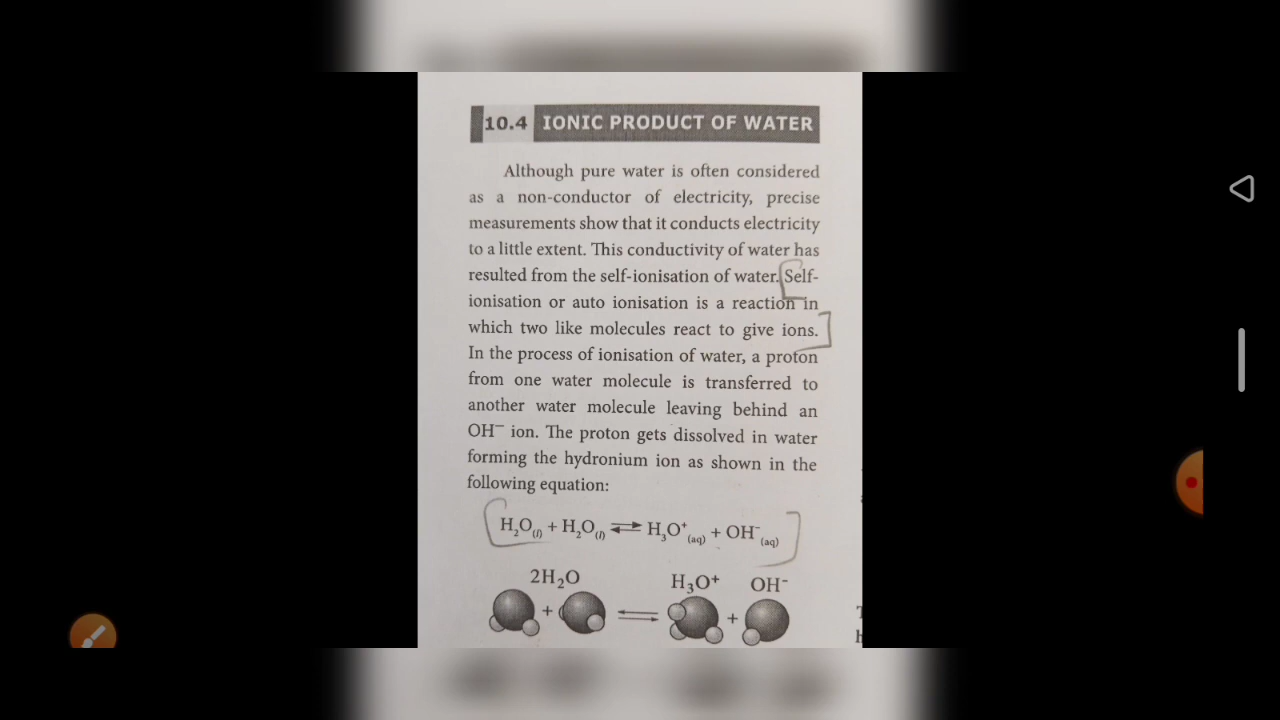 10.4 IONIC PRODUCT OF WATER
Although pure water is often considered
as a non-conductor of electricity, precise
measurements show that it conducts electricity
to a little extent. This conductivity of water has
resulted from the self-ionisation of water. Self-
ionisation or auto ionisation is a reaction in
which two like molecules react to give ions.
In the process of ionisation of water, a proton
from one water molecule is transferred to
another water molecule leaving behind an
OH⁻ ion. The proton gets dissolved in water
forming the hydronium ion as shown in the
following equation:
H₂O(l) + H₂O(l) ⇌ H₃O⁺(aq) + OH⁻(aq)
2H₂O H₃O⁺ OH⁻
+ ⇌ +